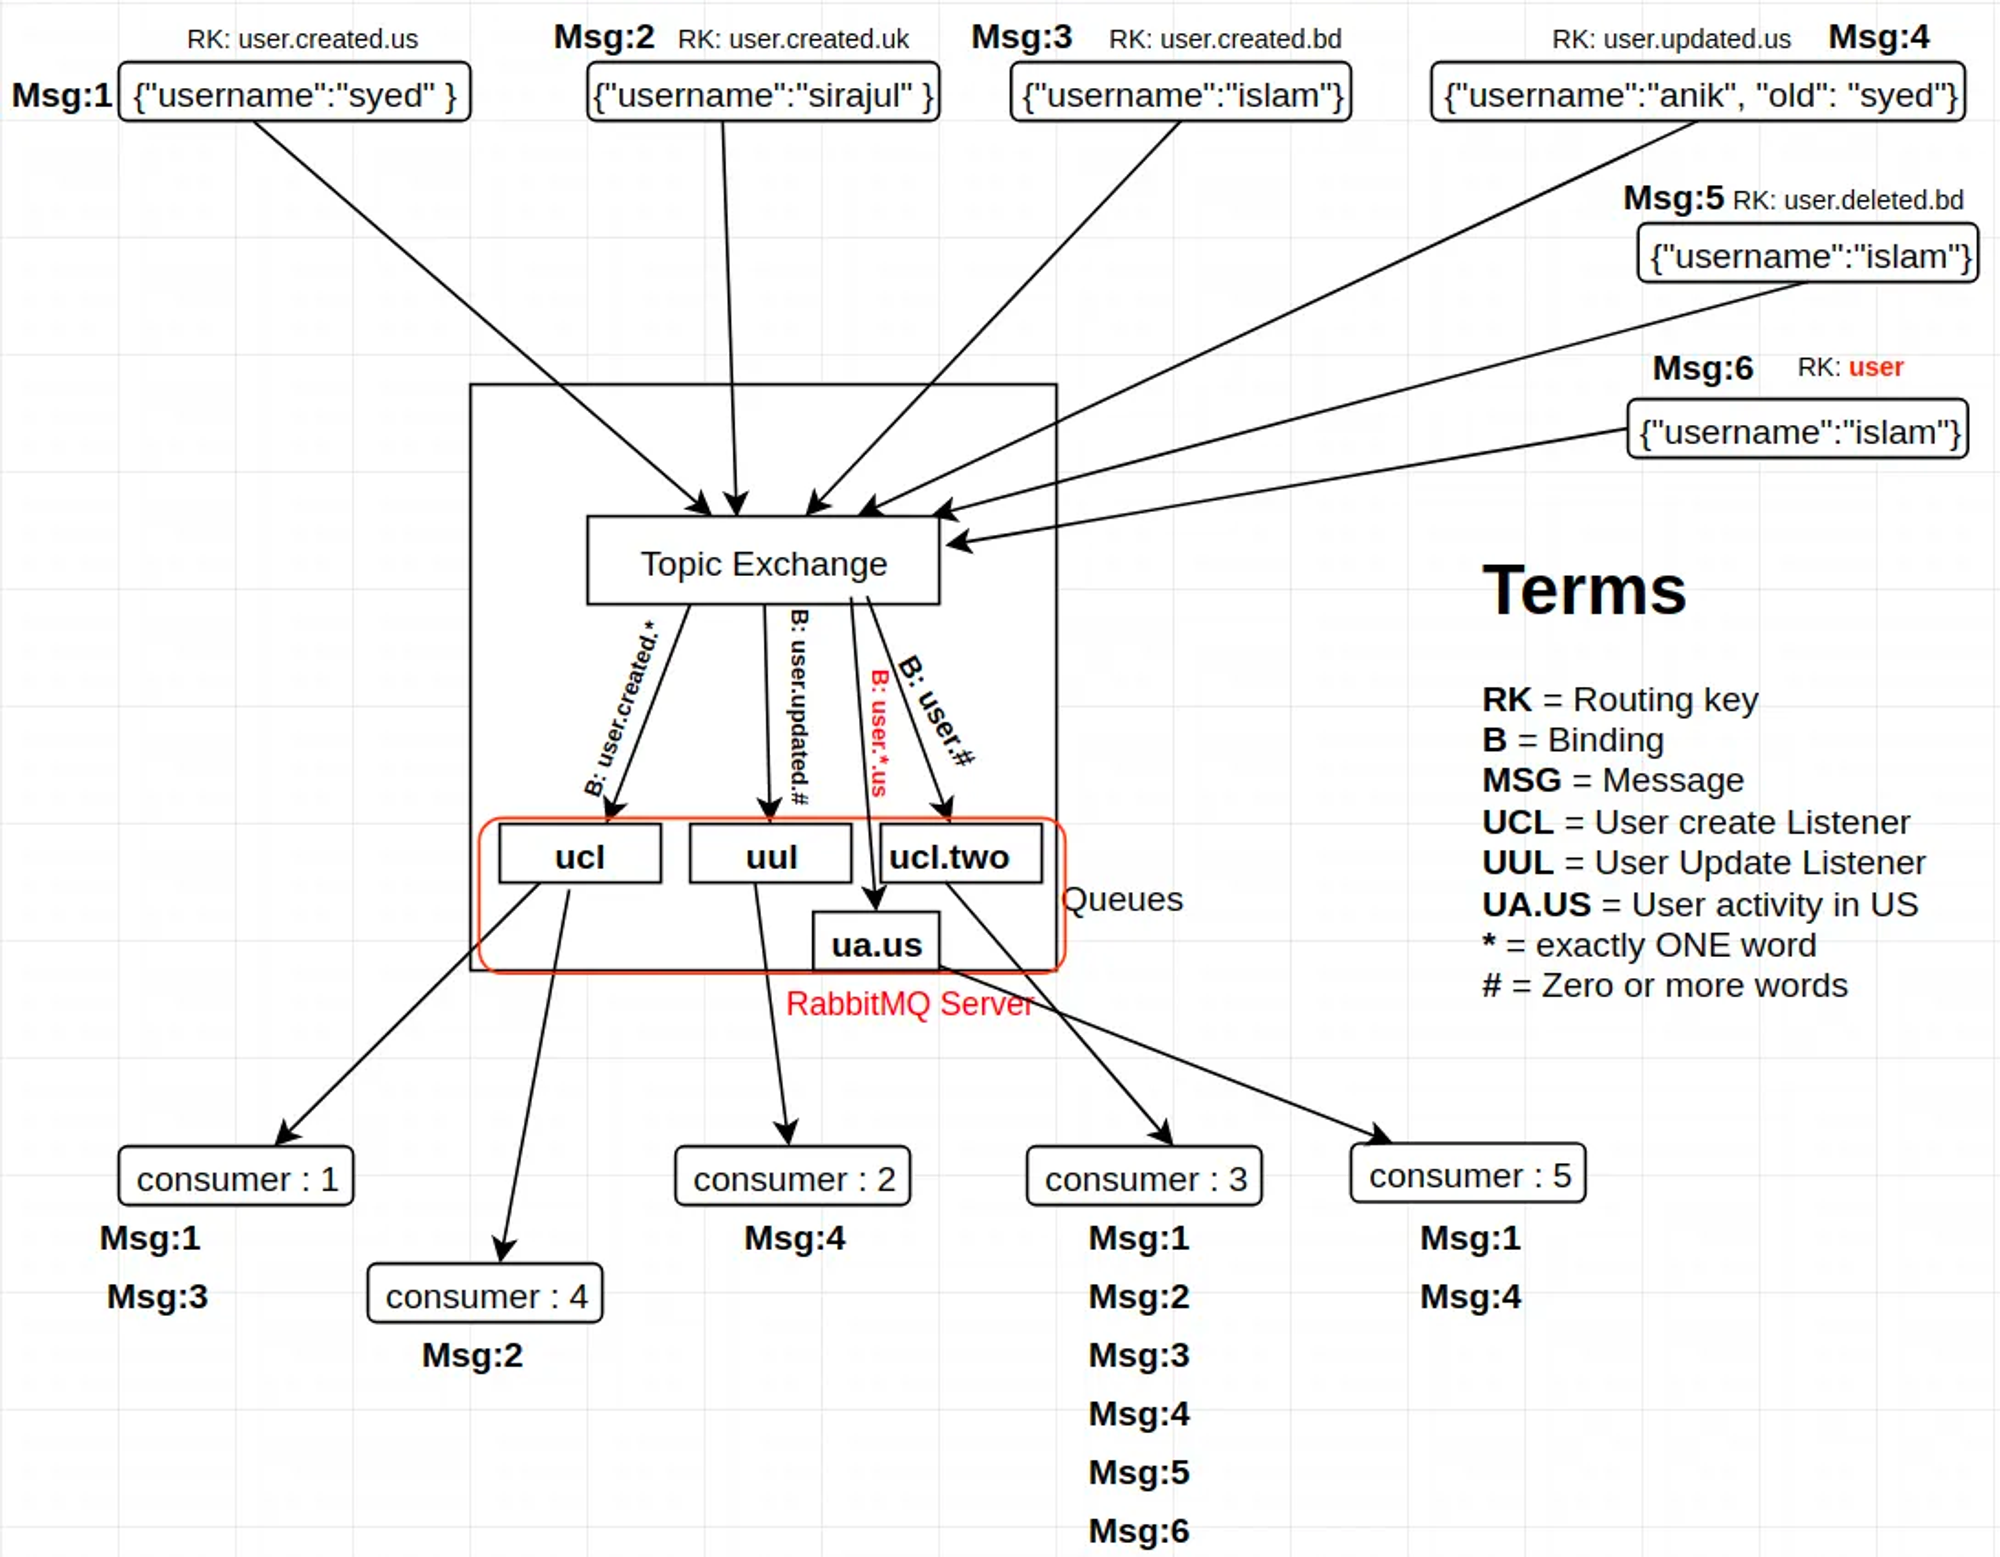 RK: user.created.us
Msg:2 RK: user.created.uk
Msg:3 RK: user.created.bd
RK: user.updated.us Msg:4
Msg:1 {"username":"syed" }
{"username":"sirajul" }
{"username":"islam"}
{"username":"anik", "old": "syed"}
Msg:5 RK: user.deleted.bd
{"username":"islam"}
Msg:6 RK: user
{"username":"islam"}
Topic Exchange
B: user.created.*
B: user.updated.#
B: user.*.us
B: user.#
ucl
uul
ucl.two
ua.us
Queues
RabbitMQ Server
Terms
RK = Routing key
B = Binding
MSG = Message
UCL = User create Listener
UUL = User Update Listener
UA.US = User activity in US
* = exactly ONE word
# = Zero or more words
consumer : 1
Msg:1
Msg:3
consumer : 4
Msg:2
consumer : 2
Msg:4
consumer : 3
Msg:1
Msg:2
Msg:3
Msg:4
Msg:5
Msg:6
consumer : 5
Msg:1
Msg:4